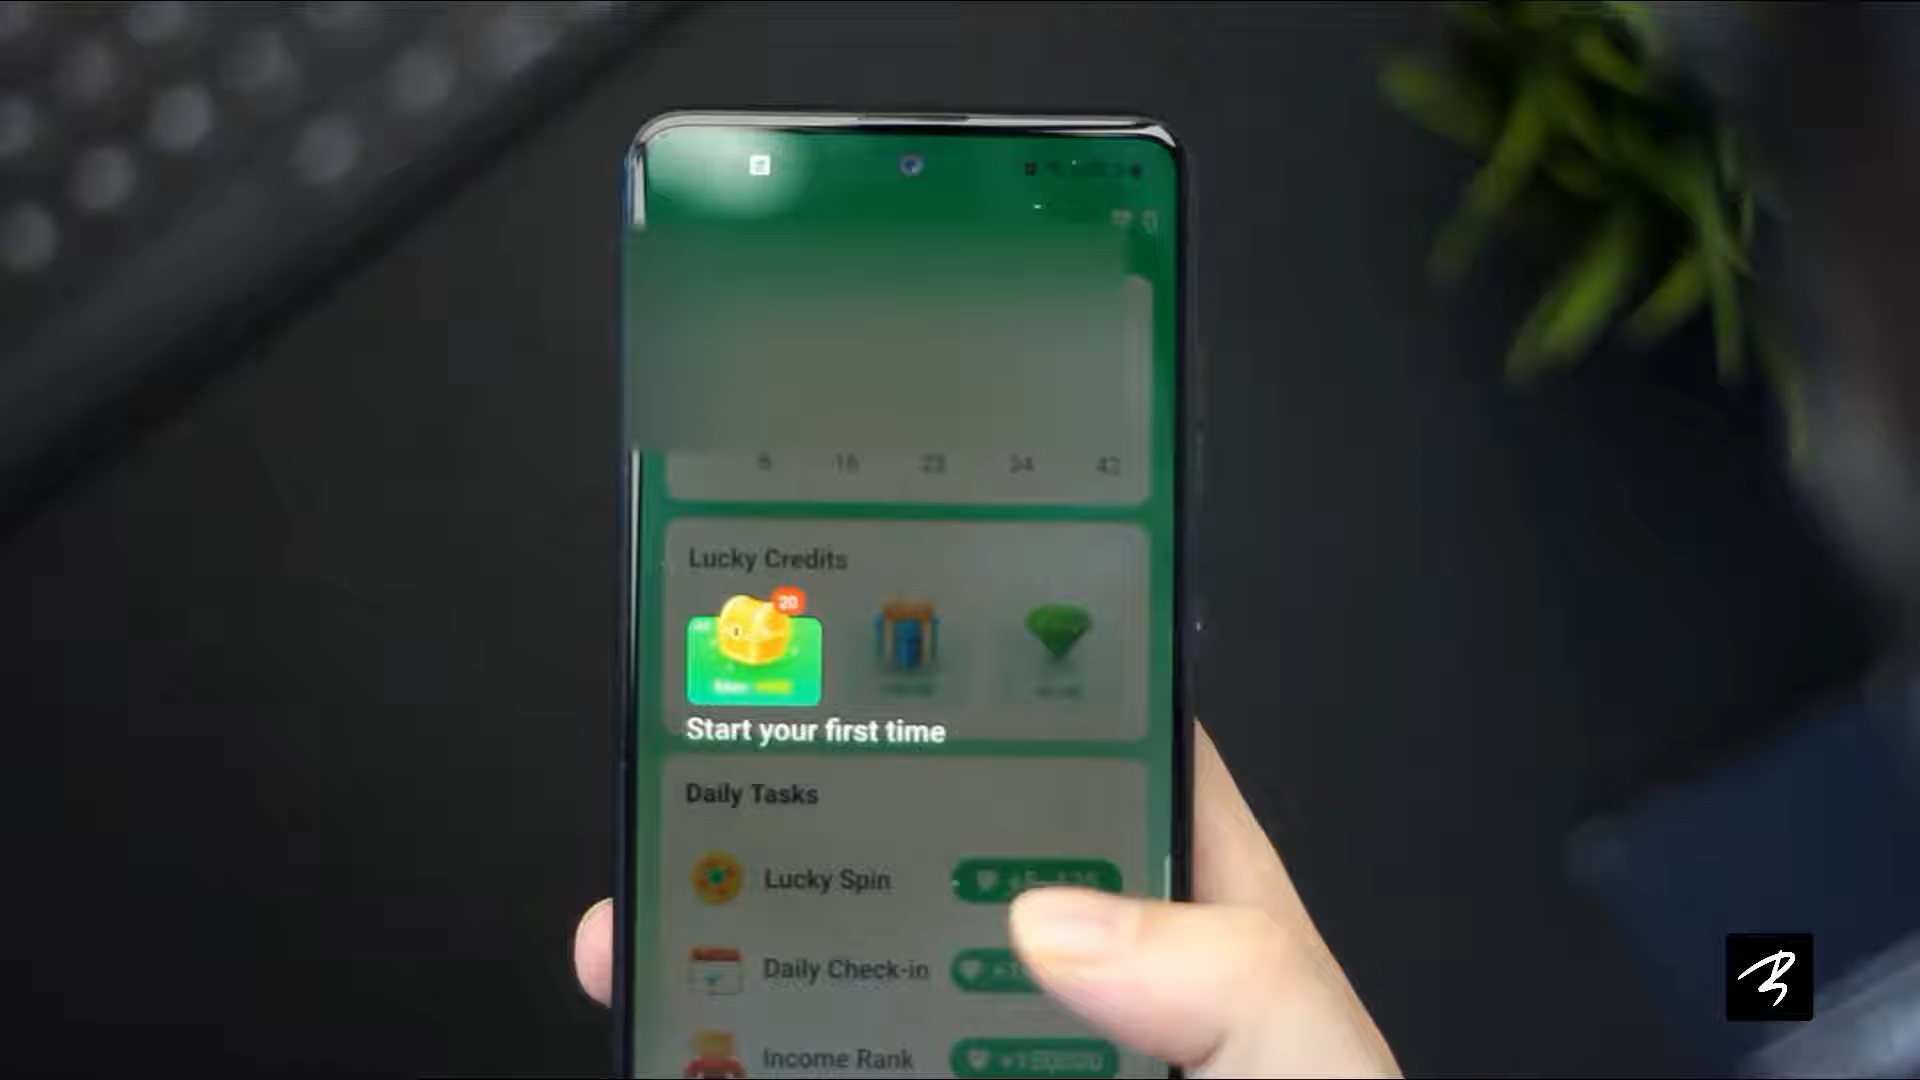 6 16 23 34 42
Lucky Credits
20
Start your first time
Daily Tasks
Lucky Spin
Daily Check-in
Income Rank